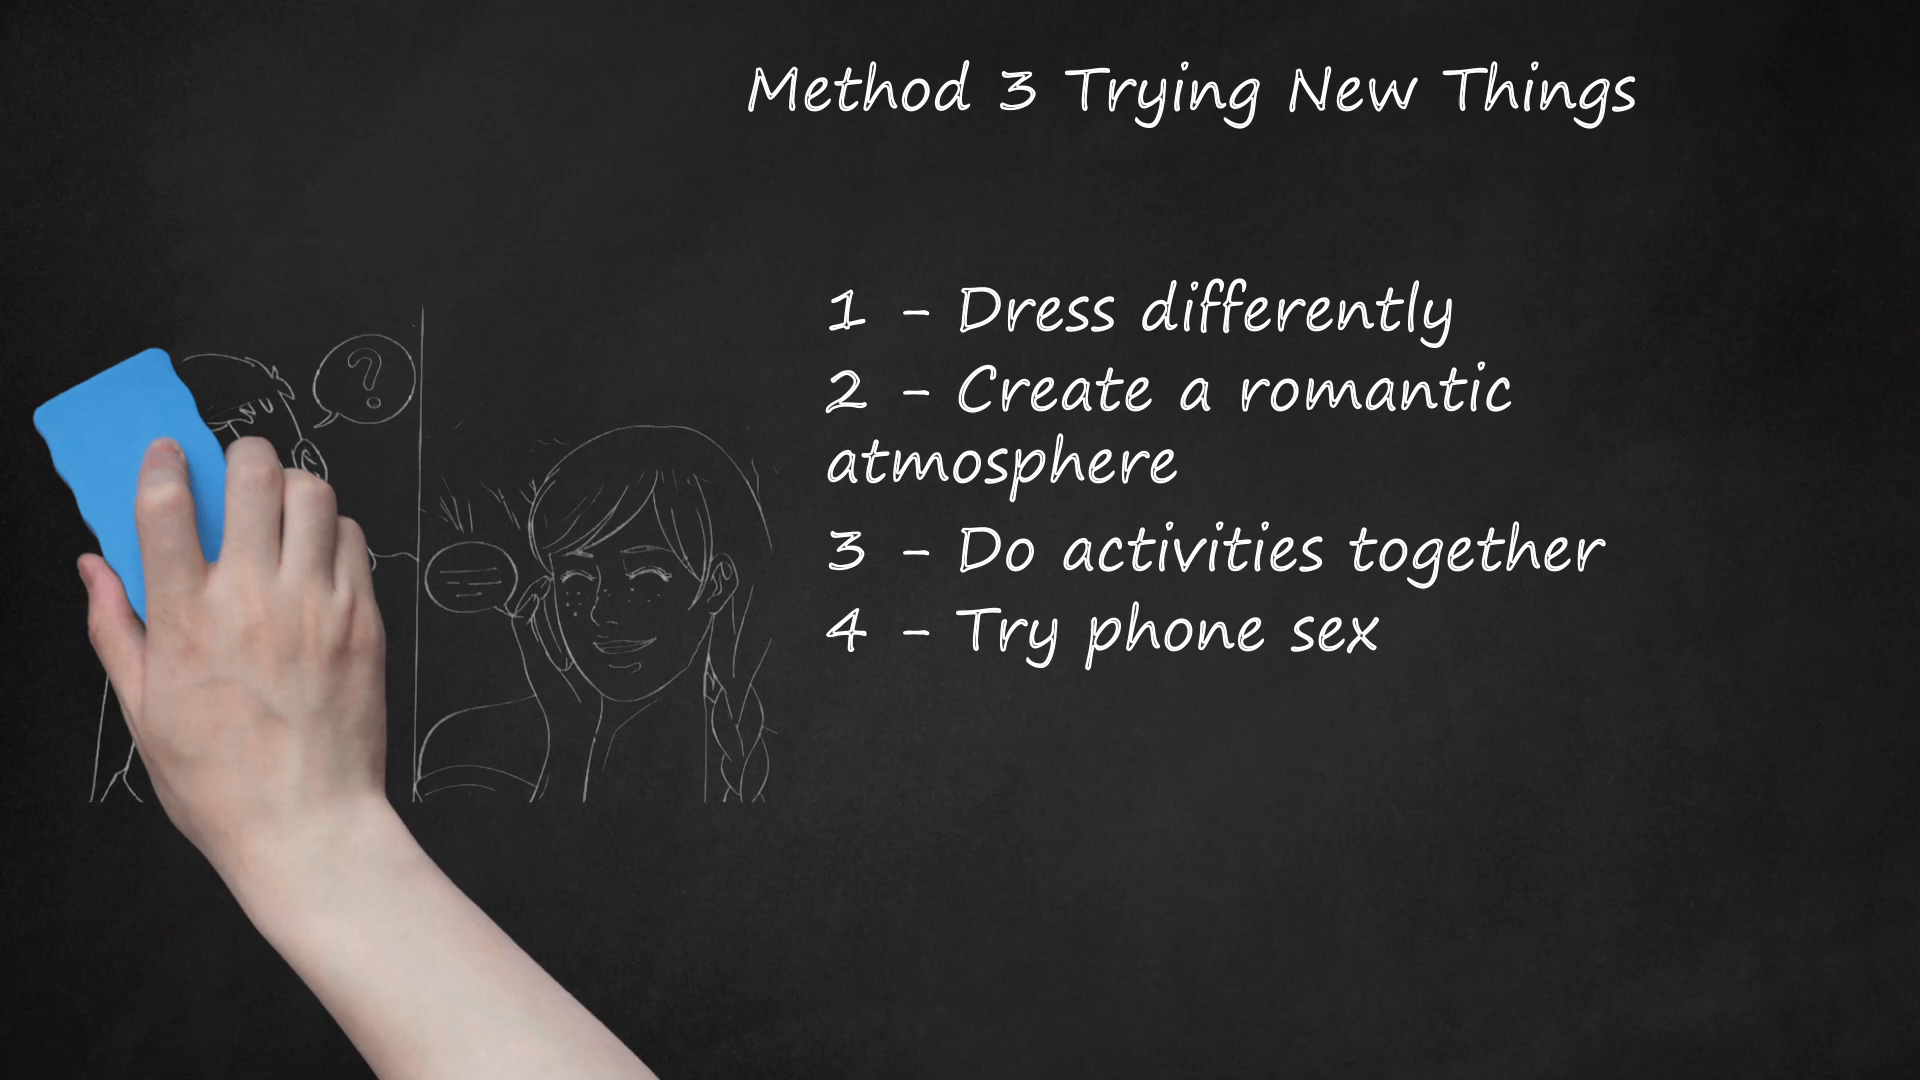 Method 3 Trying New Things
?
1 - Dress differently
2 - Create a romantic
atmosphere
3 - Do activities together
4 - Try phone sex